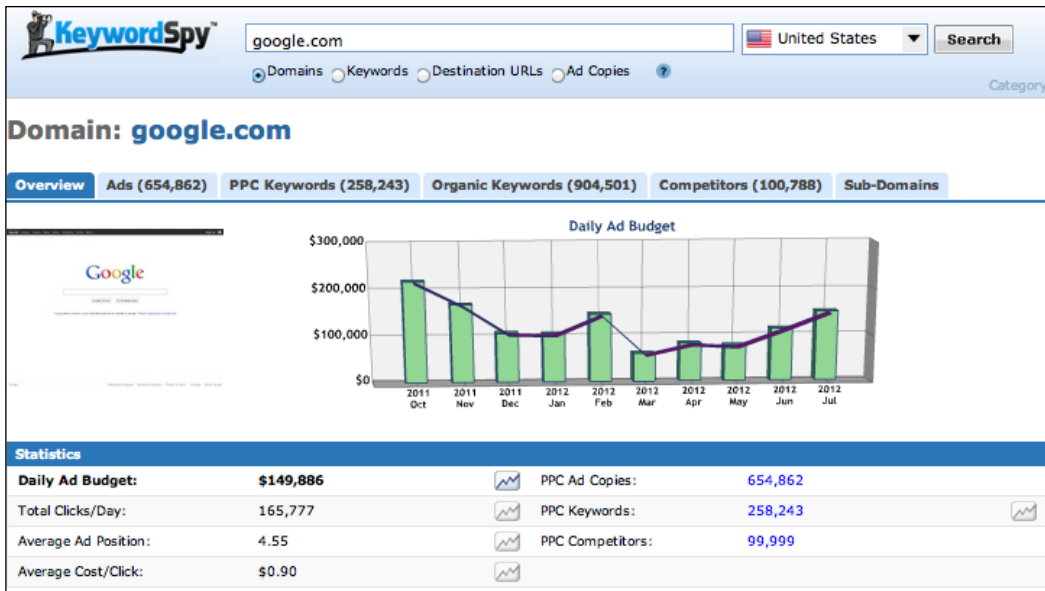 KeywordSpy™
google.com
United States
Search
Domains Keywords Destination URLs Ad Copies ?
Category
Domain: google.com
Overview Ads (654,862) PPC Keywords (258,243) Organic Keywords (904,501) Competitors (100,788) Sub-Domains
Daily Ad Budget
Google
$300,000
$200,000
$100,000
$0
2011 2011 2011 2012 2012 2012 2012 2012 2012 2012
Oct Nov Dec Jan Feb Mar Apr May Jun Jul
Statistics
Daily Ad Budget: $149,886 PPC Ad Copies: 654,862
Total Clicks/Day: 165,777 PPC Keywords: 258,243
Average Ad Position: 4.55 PPC Competitors: 99,999
Average Cost/Click: $0.90